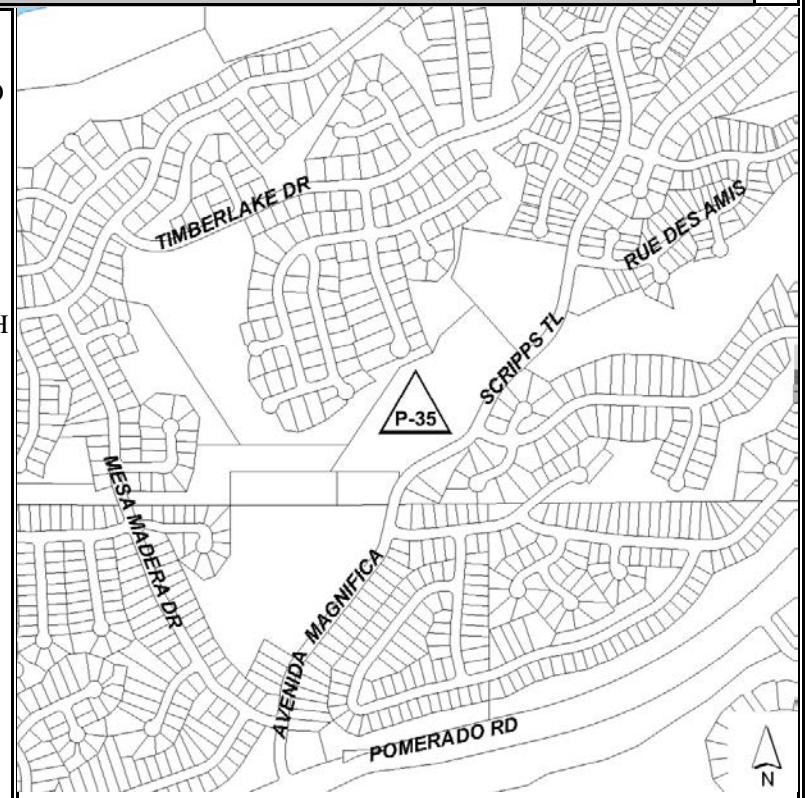 TIMBERLAKE DR
RUE DES AMIS
H
SCRIPPS TL
P-35
MESA MADERA DR
AVENIDA MAGNIFICA
POMERADO RD
N